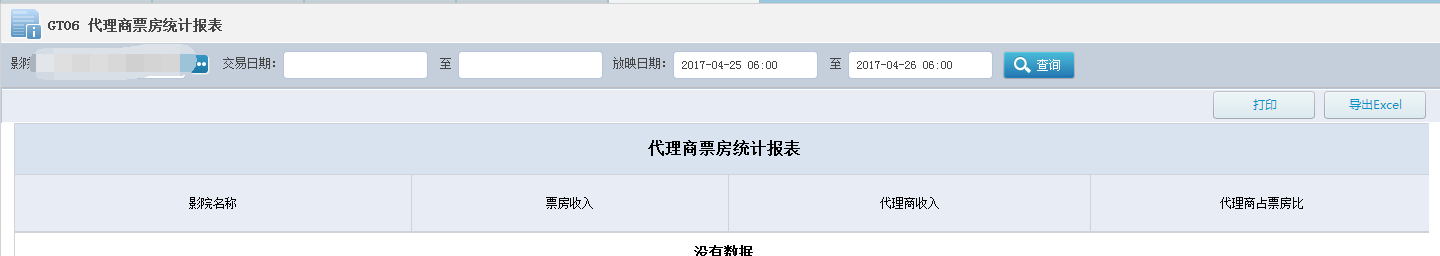 GT06 代理商票房统计报表
影院 交易日期： 至 放映日期： 2017-04-25 06:00 至 2017-04-26 06:00 查询
打印 导出Excel
代理商票房统计报表
影院名称 票房收入 代理商收入 代理商占票房比
没有数据